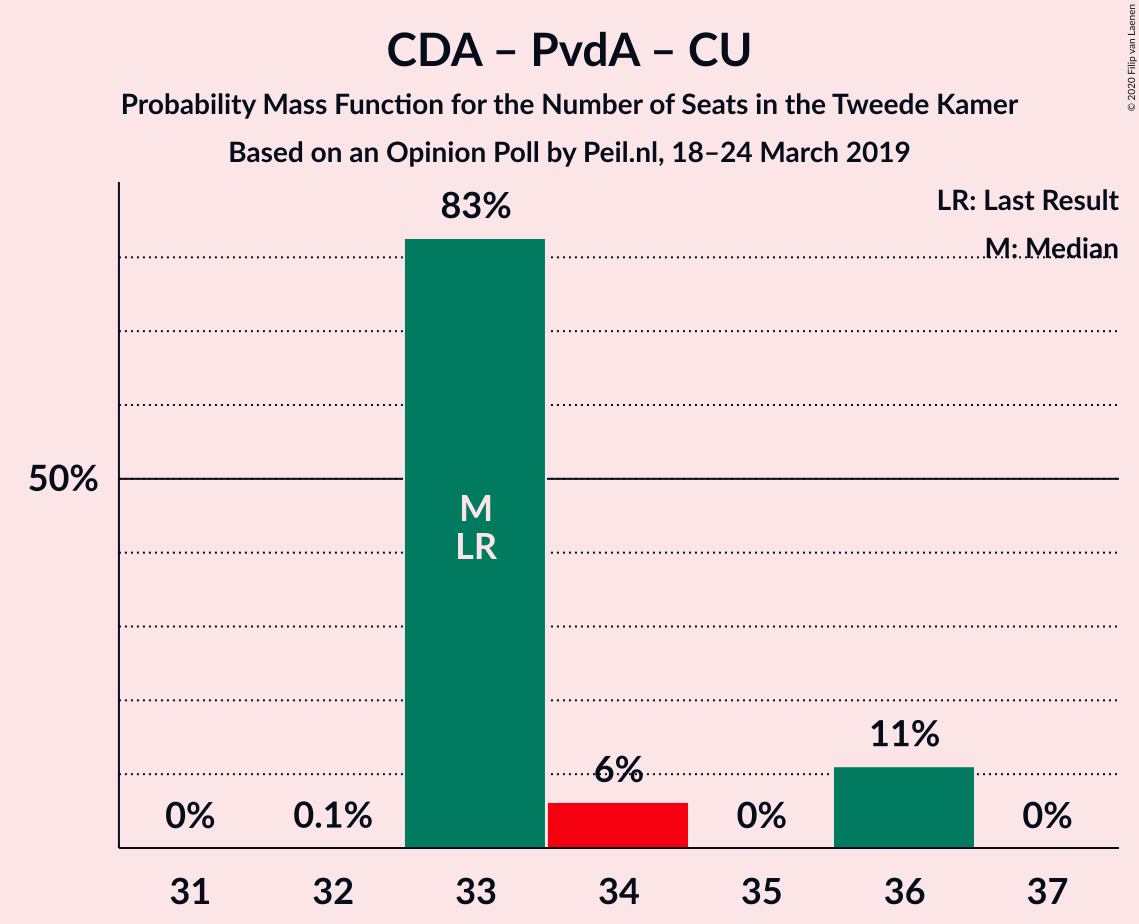 CDA – PvdA – CU
Probability Mass Function for the Number of Seats in the Tweede Kamer
Based on an Opinion Poll by Peil.nl, 18–24 March 2019
© 2020 Filip van Laenen
LR: Last Result
M: Median
83%
50%
M
LR
11%
6%
0%
0.1%
0%
0%
31
32
33
34
35
36
37